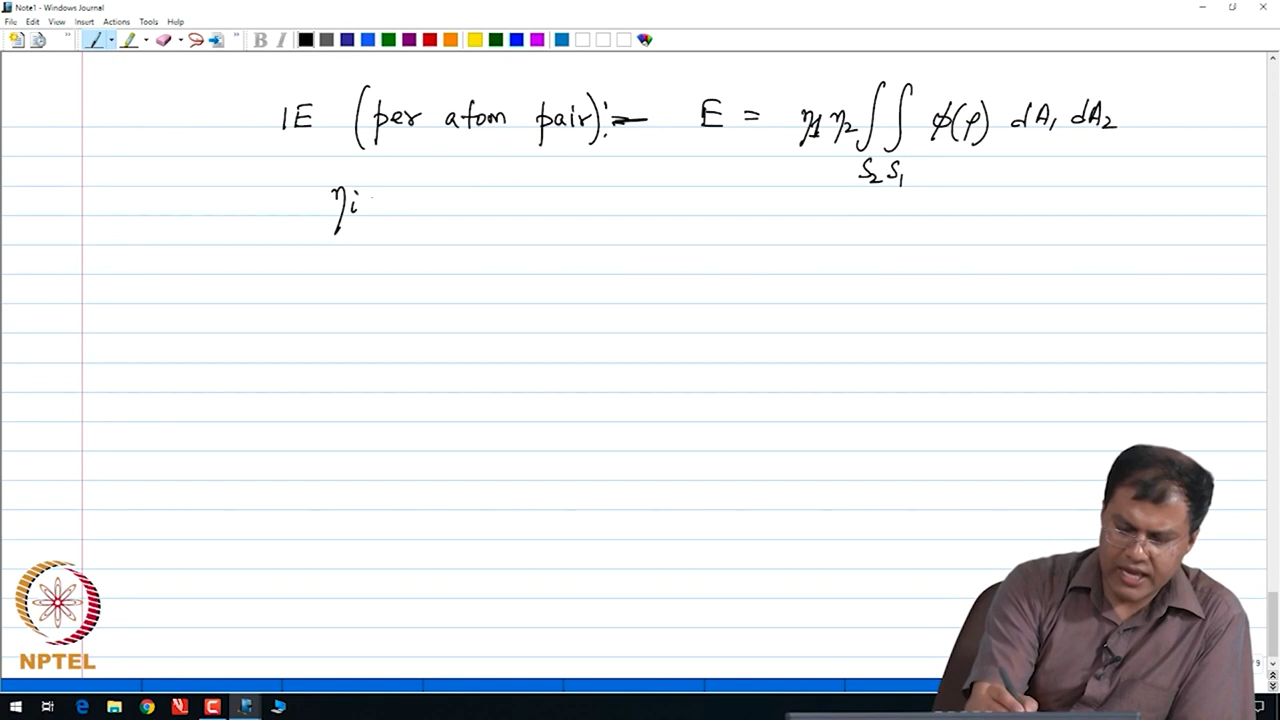 Note1 - Windows Journal
File Edit View Insert Actions Tools Help
IE (per atom pair):- E = η1 η2 ∫∫ φ(ρ) dA1 dA2
S2 S1
ηi
NPTEL